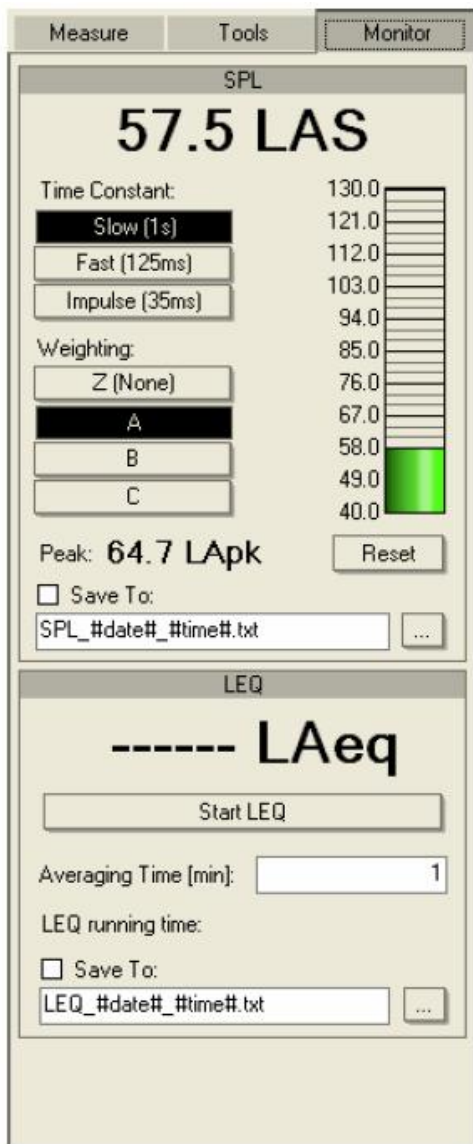 Measure Tools Monitor
SPL
57.5 LAS
Time Constant:
Slow (1s)
Fast (125ms)
Impulse (35ms)
Weighting:
Z (None)
A
B
C
130.0
121.0
112.0
103.0
94.0
85.0
76.0
67.0
58.0
49.0
40.0
Peak: 64.7 LApk Reset
Save To:
SPL_#date#_#time#.txt ...
LEQ
------ LAeq
Start LEQ
Averaging Time [min]: 1
LEQ running time:
Save To:
LEQ_#date#_#time#.txt ...